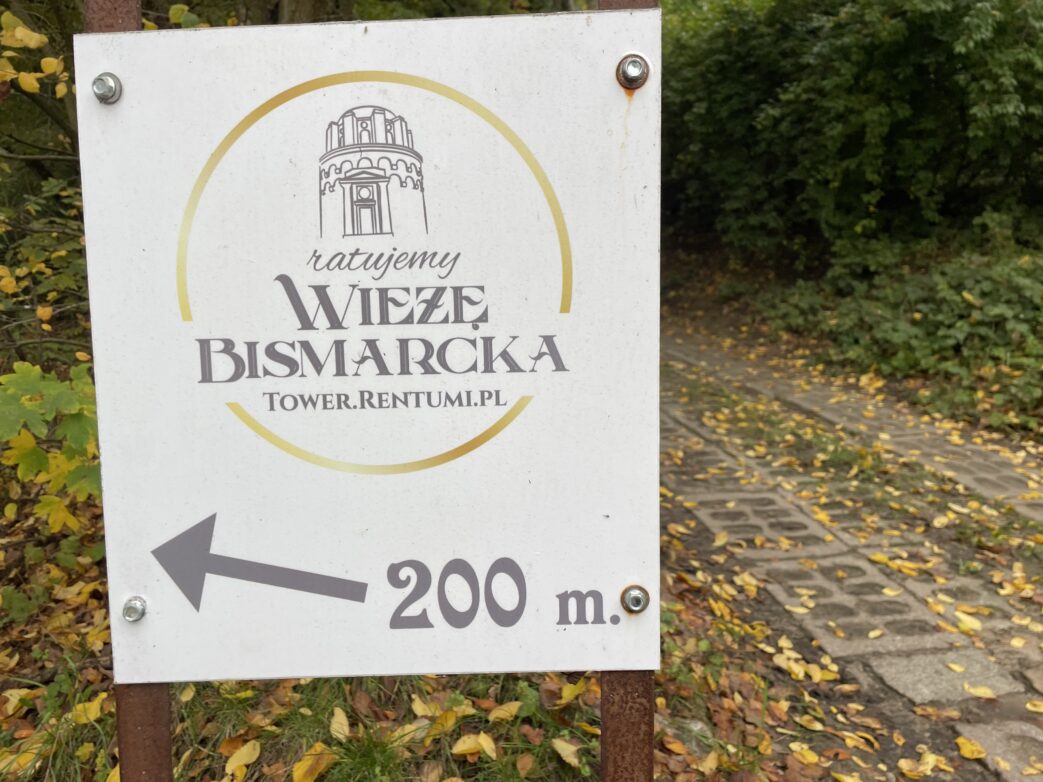 ratujemy
WIEŻĘ
BISMARCKA
TOWER.RENTUMI.PL
200 m.